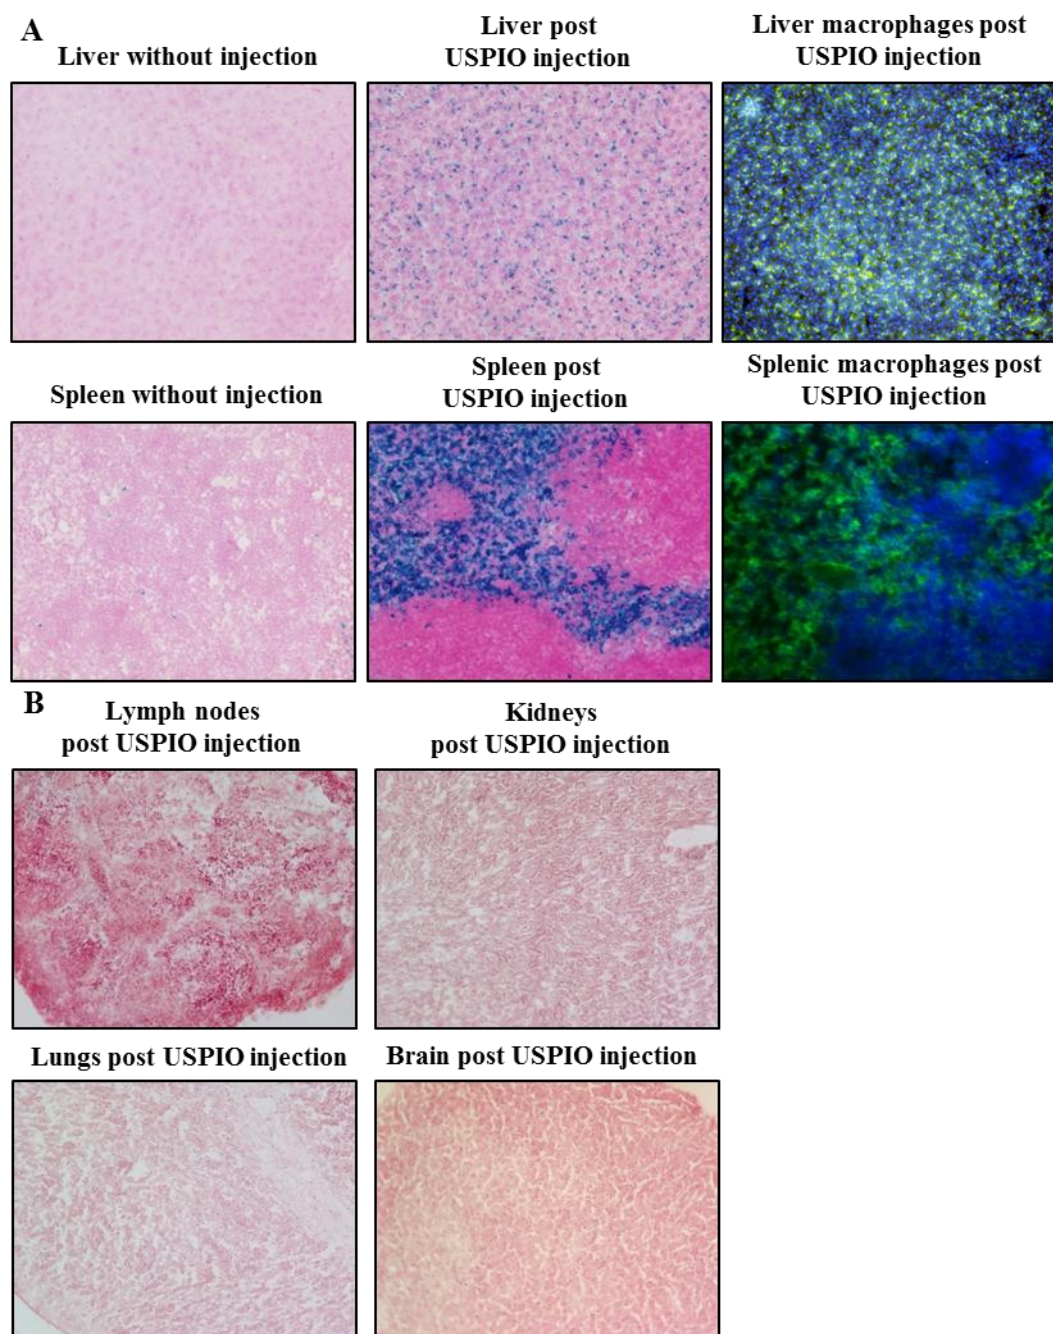 A
Liver without injection
Liver post
USPIO injection
Liver macrophages post
USPIO injection
Spleen without injection
Spleen post
USPIO injection
Splenic macrophages post
USPIO injection
B
Lymph nodes
post USPIO injection
Kidneys
post USPIO injection
Lungs post USPIO injection
Brain post USPIO injection